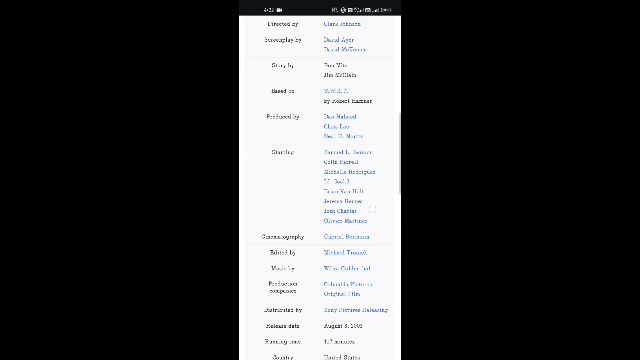 4:22
Directed by Clark Johnson
Screenplay by David Ayer
David McKenna
Story by Ron Mita
Jim McClain
Based on S.W.A.T.
by Robert Hamner
Produced by Dan Halsted
Chris Lee
Neal H. Moritz
Starring Samuel L. Jackson
Colin Farrell
Michelle Rodriguez
LL Cool J
Brian Van Holt
Jeremy Renner
Josh Charles
Olivier Martinez
Cinematography Gabriel Beristain
Edited by Michael Tronick
Music by Elliot Goldenthal
Production Columbia Pictures
companies Original Film
Distributed by Sony Pictures Releasing
Release date August 8, 2003
Running time 117 minutes
Country United States